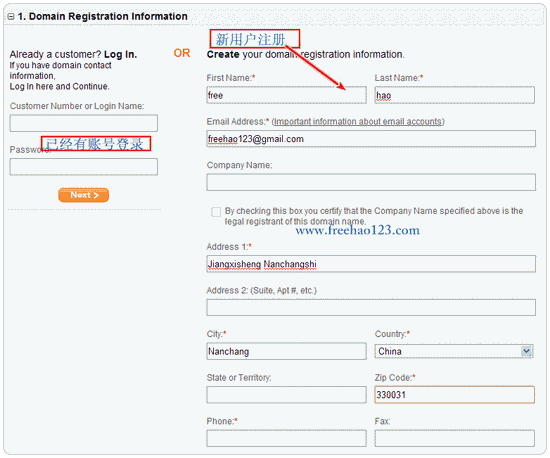 1. Domain Registration Information
Already a customer? Log In.
If you have domain contact
information,
Log In here and Continue.
Customer Number or Login Name:
已经有账号登录
Password:
Next >
OR
新用户注册
Create your domain registration information.
First Name:* Last Name:*
free hao
Email Address:* (Important information about email accounts)
freehao123@gmail.com
Company Name:
By checking this box you certify that the Company Name specified above is the
legal registrant of this domain name.
www.freehao123.com
Address 1:*
Jiangxisheng Nanchangshi
Address 2: (Suite, Apt #, etc.)
City:* Country:*
Nanchang China
State or Territory: Zip Code:*
330031
Phone:* Fax: